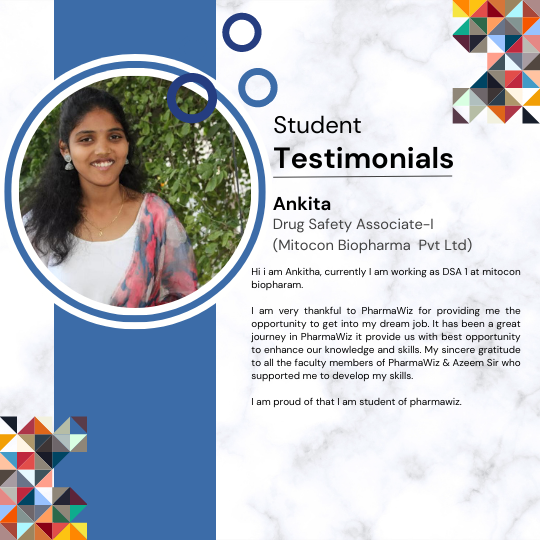 Student
Testimonials
Ankita
Drug Safety Associate-I
(Mitocon Biopharma Pvt Ltd)
Hi i am Ankitha, currently I am working as DSA 1 at mitocon
biopharam.
I am very thankful to PharmaWiz for providing me the
opportunity to get into my dream job. It has been a great
journey in PharmaWiz it provide us with best opportunity
to enhance our knowledge and skills. My sincere gratitude
to all the faculty members of PharmaWiz & Azeem Sir who
supported me to develop my skills.
I am proud of that I am student of pharmawiz.